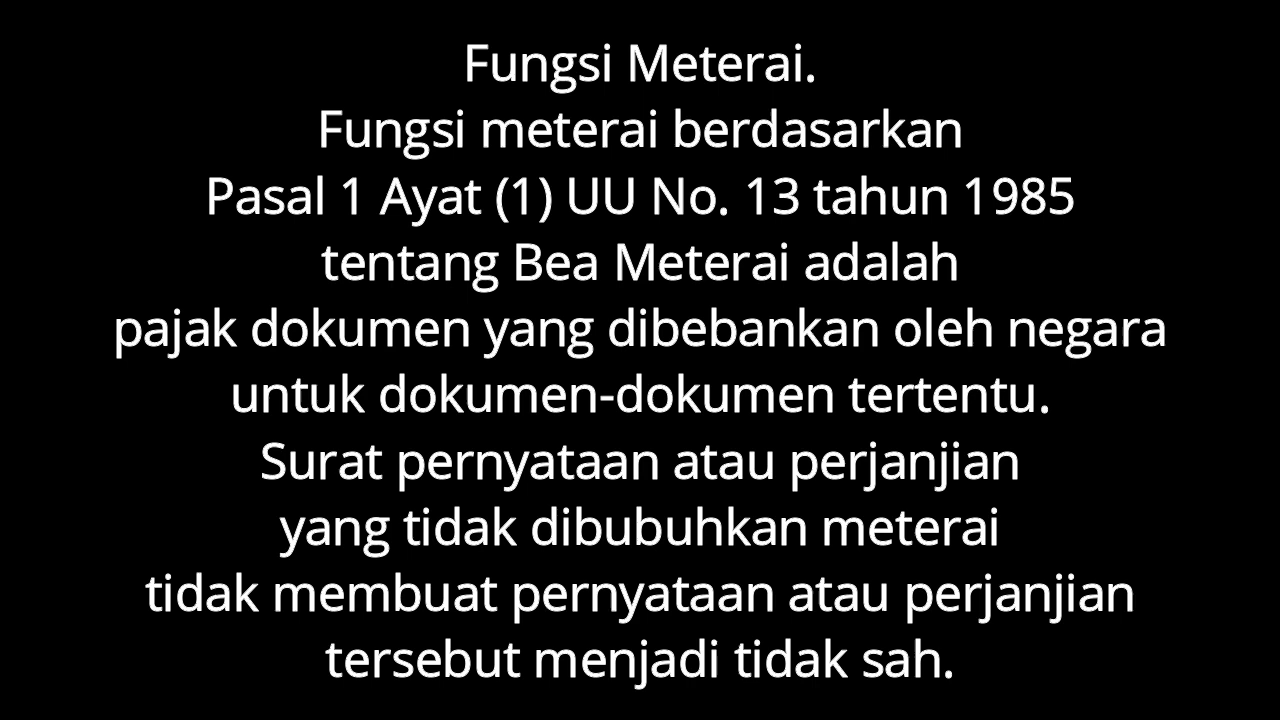 Fungsi Meterai.
Fungsi meterai berdasarkan
Pasal 1 Ayat (1) UU No. 13 tahun 1985
tentang Bea Meterai adalah
pajak dokumen yang dibebankan oleh negara
untuk dokumen-dokumen tertentu.
Surat pernyataan atau perjanjian
yang tidak dibubuhkan meterai
tidak membuat pernyataan atau perjanjian
tersebut menjadi tidak sah.